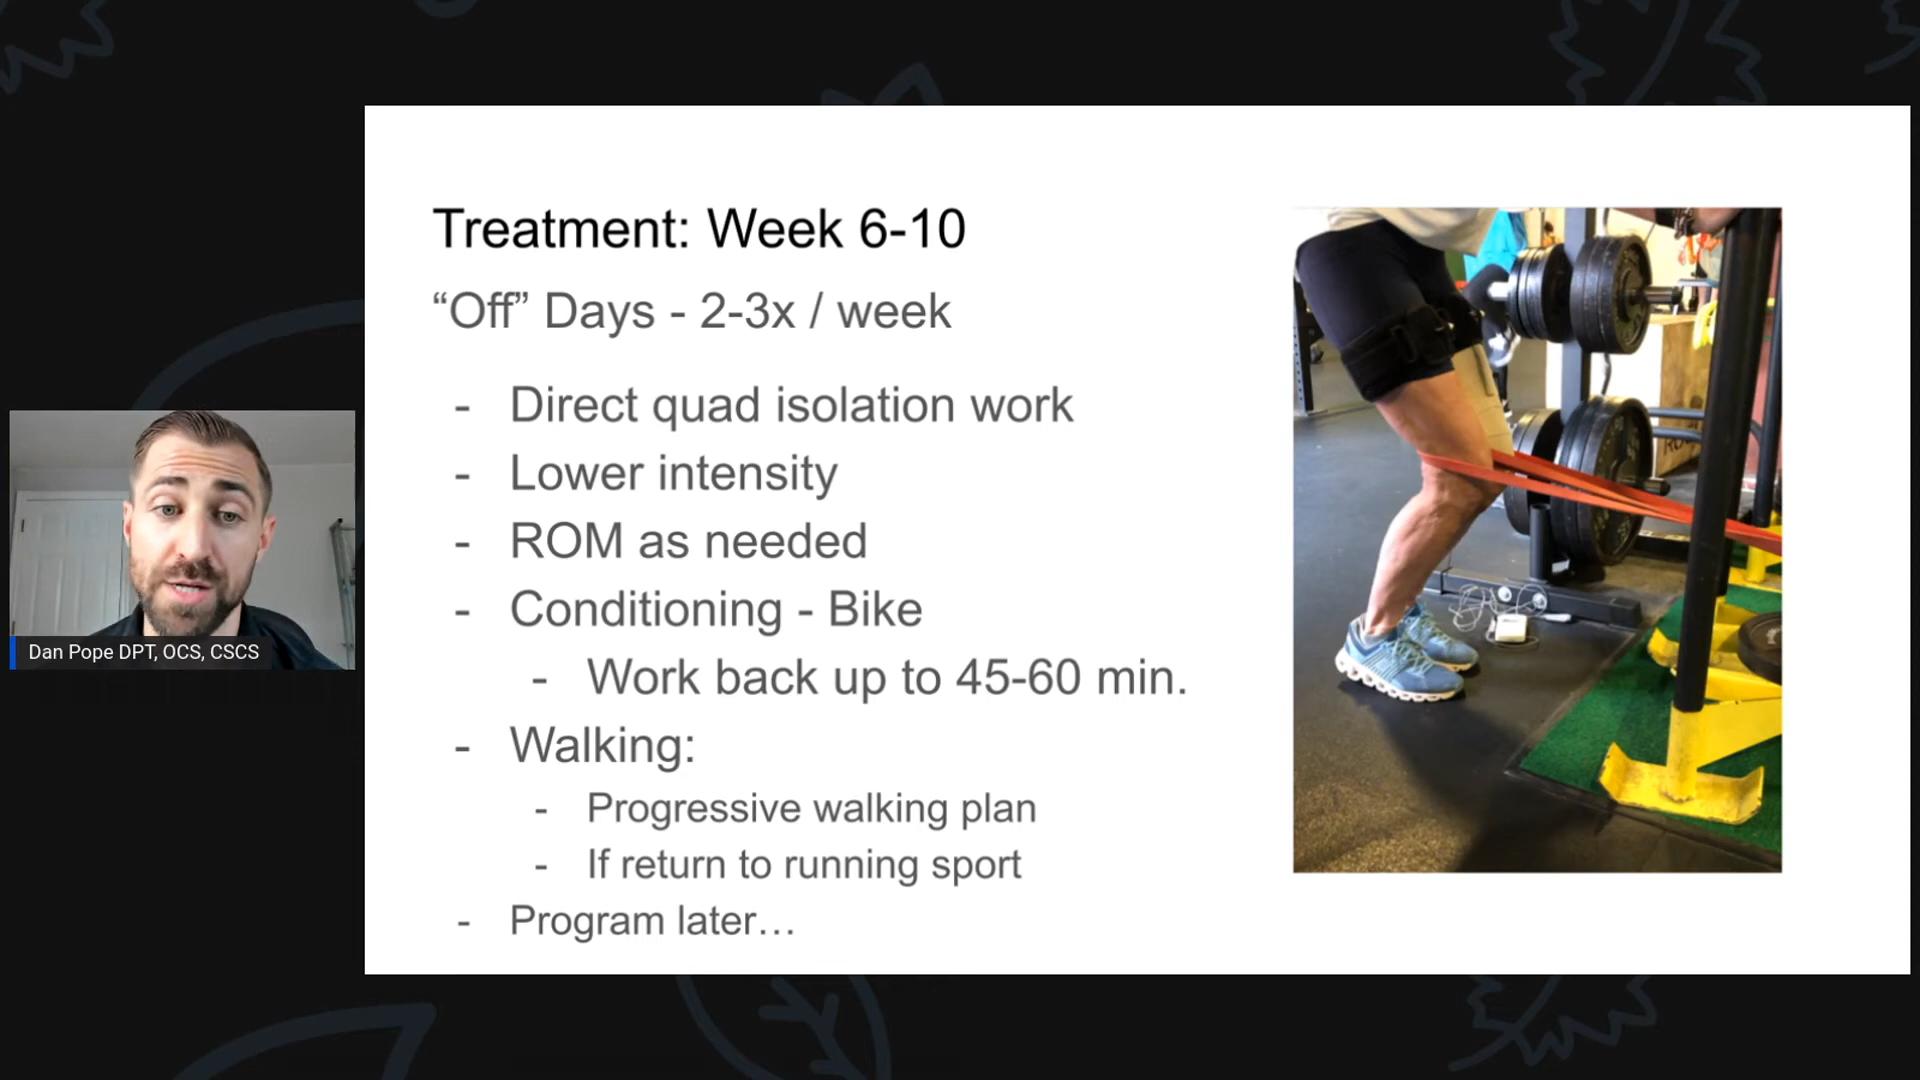 Treatment: Week 6-10
“Off” Days - 2-3x / week
- Direct quad isolation work
- Lower intensity
- ROM as needed
- Conditioning - Bike
- Work back up to 45-60 min.
- Walking:
- Progressive walking plan
- If return to running sport
- Program later…
Dan Pope DPT, OCS, CSCS